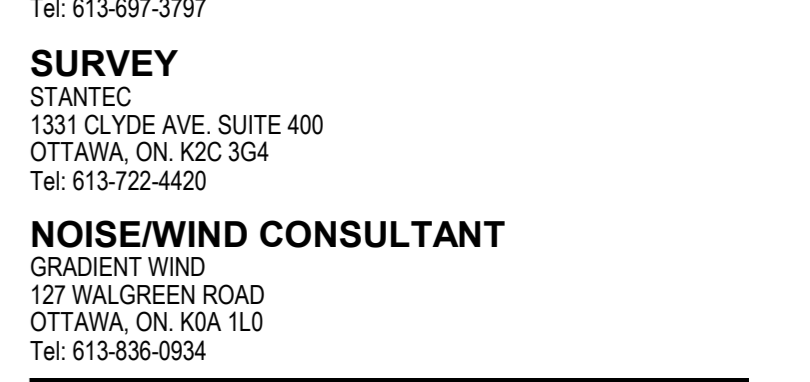 Tel: 613-697-3797
SURVEY
STANTEC
1331 CLYDE AVE. SUITE 400
OTTAWA, ON. K2C 3G4
Tel: 613-722-4420
NOISE/WIND CONSULTANT
GRADIENT WIND
127 WALGREEN ROAD
OTTAWA, ON. K0A 1L0
Tel: 613-836-0934